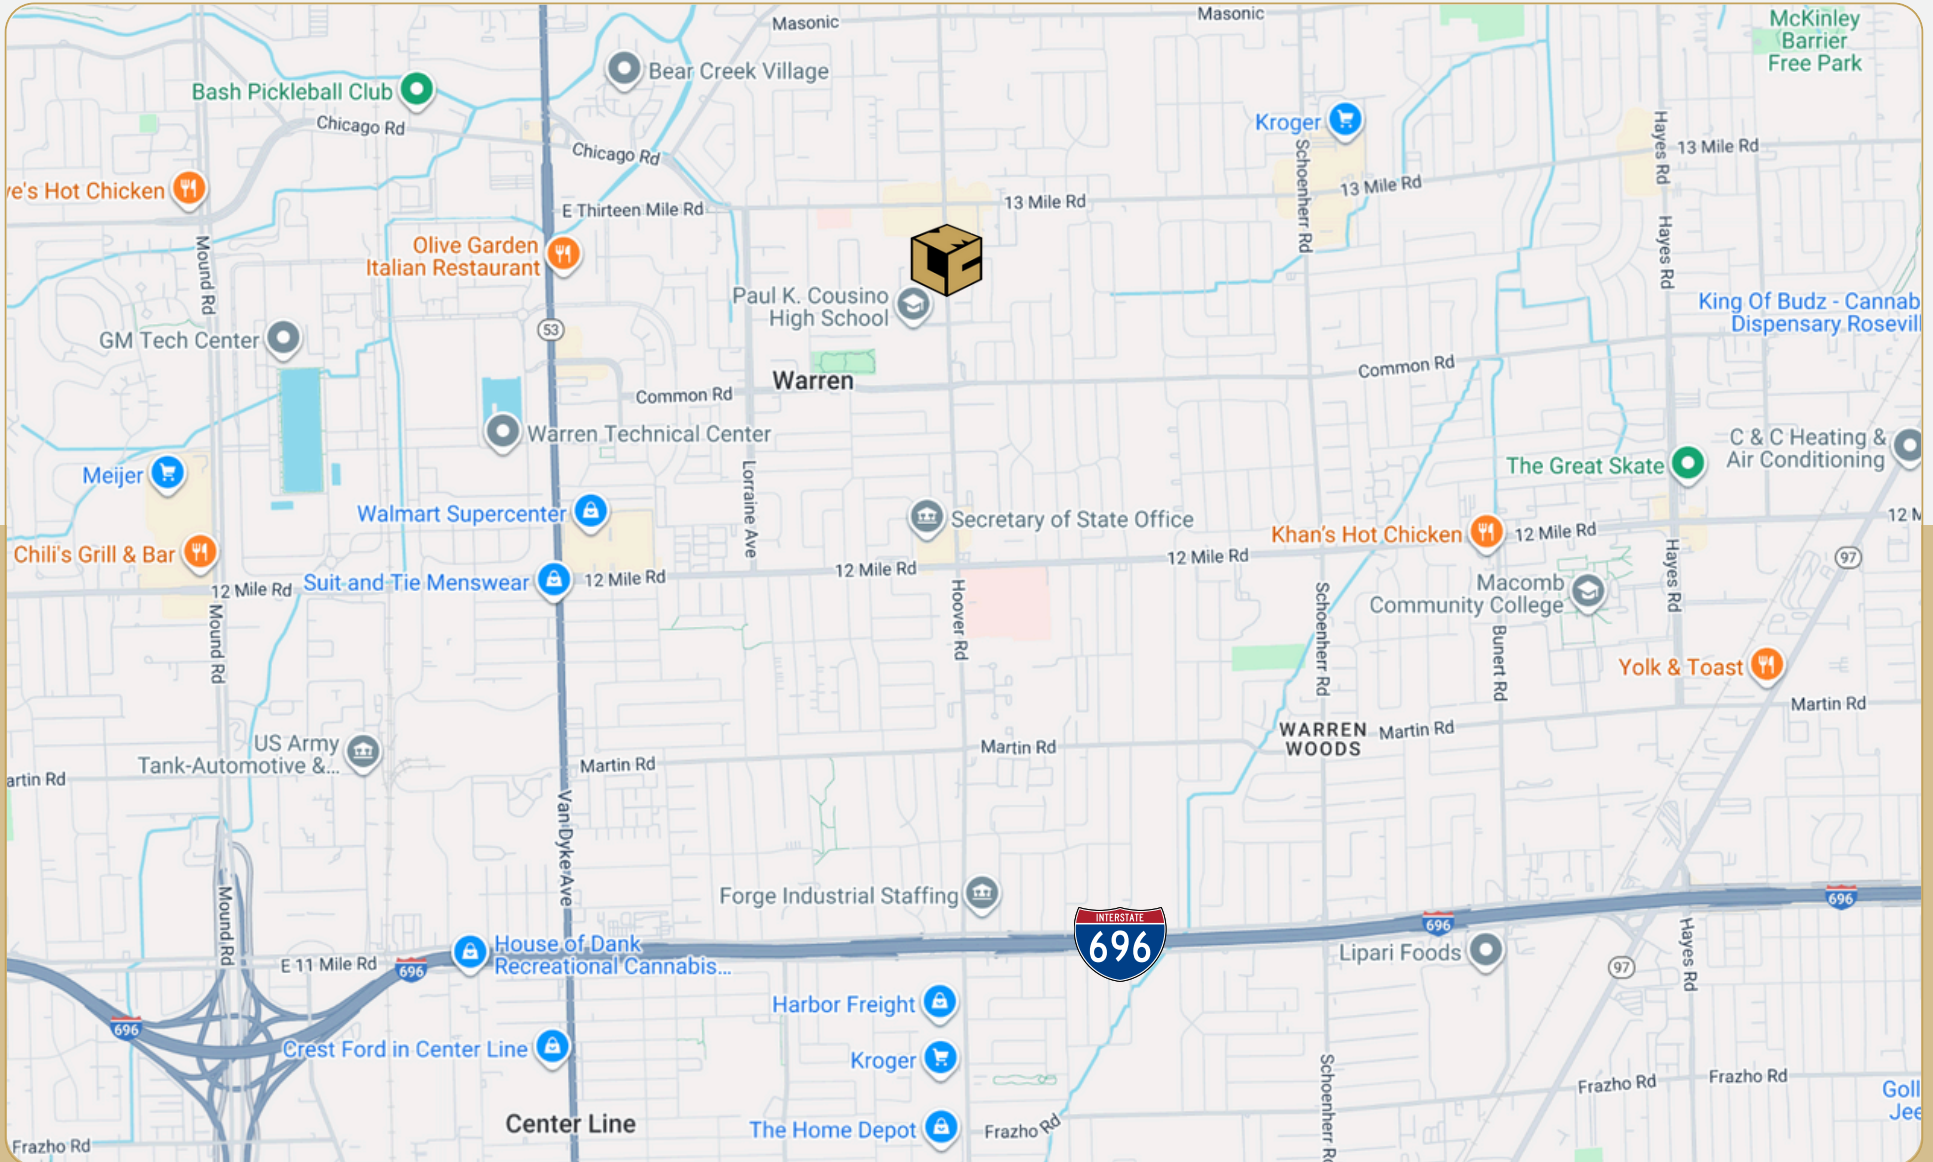 Masonic
Masonic
McKinley
Barrier
Free Park
Bear Creek Village
Bash Pickleball Club
Chicago Rd
Chicago Rd
Kroger
Schoenherr Rd
Hayes Rd
13 Mile Rd
13 Mile Rd
ve's Hot Chicken
E Thirteen Mile Rd
13 Mile Rd
Mound Rd
Olive Garden
Italian Restaurant
Hayes Rd
Paul K. Cousino
High School
King Of Budz - Cannab
Dispensary Rosevill
GM Tech Center
53
Common Rd
Warren
Common Rd
Warren Technical Center
C & C Heating &
Air Conditioning
The Great Skate
Meijer
Lorraine Ave
Walmart Supercenter
Secretary of State Office
12 M
Khan's Hot Chicken
12 Mile Rd
Chili's Grill & Bar
12 Mile Rd
12 Mile Rd
97
12 Mile Rd
Suit and Tie Menswear
12 Mile Rd
Hayes Rd
Macomb
Community College
Mound Rd
Hoover Rd
Schoenherr Rd
Bunert Rd
Yolk & Toast
Martin Rd
WARREN
WOODS
Martin Rd
US Army
Tank-Automotive &...
Martin Rd
Martin Rd
artin Rd
Van Dyke Ave
Mound Rd
Forge Industrial Staffing
INTERSTATE
696
696
696
House of Dank
Recreational Cannabis...
E 11 Mile Rd
696
Lipari Foods
97
Hayes Rd
Harbor Freight
696
Crest Ford in Center Line
Kroger
Schoenherr Rd
Frazho Rd
Frazho Rd
Goll
Jee
Center Line
The Home Depot
Frazho Rd
Frazho Rd